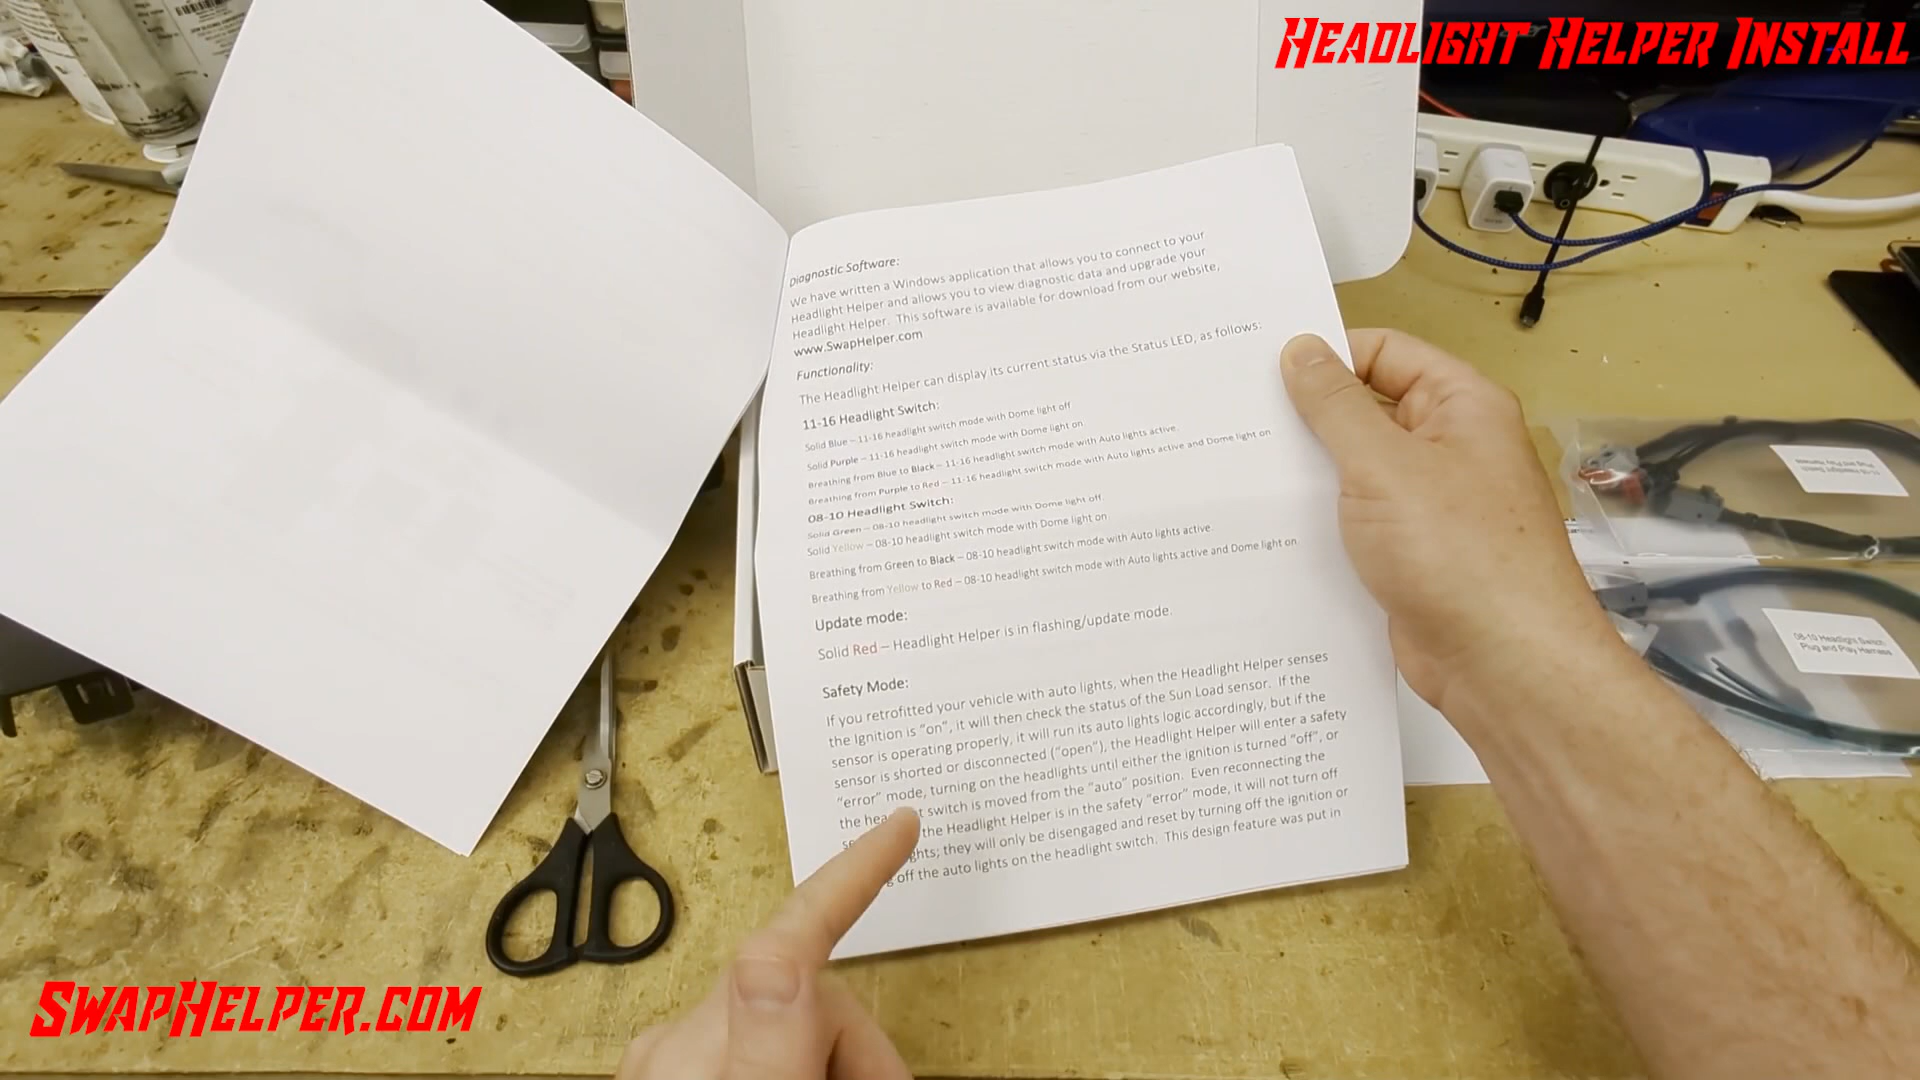 Headlight Helper Install
Diagnostic Software:
We have written a Windows application that allows you to connect to your
Headlight Helper and allows you to view diagnostic data and upgrade your
Headlight Helper.  This software is available for download from our website,
www.SwapHelper.com
Functionality:
The Headlight Helper can display its current status via the Status LED, as follows:
11-16 Headlight Switch:
Solid Blue – 11-16 headlight switch mode with Dome light off
Solid Purple – 11-16 headlight switch mode with Dome light on
Breathing from Blue to Black – 11-16 headlight switch mode with Auto lights active.
Breathing from Purple to Red – 11-16 headlight switch mode with Auto lights active and Dome light on
08-10 Headlight Switch:
Solid Green – 08-10 headlight switch mode with Dome light off
Solid Yellow – 08-10 headlight switch mode with Dome light on
Breathing from Green to Black – 08-10 headlight switch mode with Auto lights active.
Breathing from Yellow to Red – 08-10 headlight switch mode with Auto lights active and Dome light on.
Update mode:
Solid Red – Headlight Helper is in flashing/update mode.
Safety Mode:
If you retrofitted your vehicle with auto lights, when the Headlight Helper senses
the Ignition is "on", it will then check the status of the Sun Load sensor.  If the
sensor is operating properly, it will run its auto lights logic accordingly, but if the
sensor is shorted or disconnected ("open"), the Headlight Helper will enter a safety
"error" mode, turning on the headlights until either the ignition is turned "off", or
the switch is moved from the "auto" position.  Even reconnecting the
the Headlight Helper is in the safety "error" mode, it will not turn off
they will only be disengaged and reset by turning off the ignition or
off the auto lights on the headlight switch.  This design feature was put in
11-16 Headlight Switch
Plug and Play Harness
08-10 Headlight Switch
Plug and Play Harness
SwapHelper.com